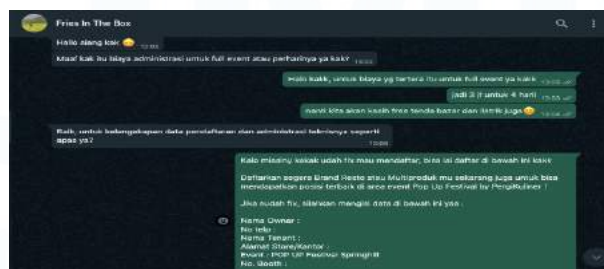 Fries In The Box
Hallo siang kak
Maaf kak itu biaya administrasi untuk full event atau perharinya ya kak?
Halo kakk, untuk biaya yg tertera itu untuk full event ya kakk
jadi 3 jt untuk 4 hari
nanti kita akan kasih free tenda bazar dan listrik juga
Baik, untuk kelengkapan data pendaftaran dan administrasi teknisnya seperti
apas ya?
Kalo misalny kakak udah fix mau mendaftar, bisa isi daftar di bawah ini kakk
Daftarkan segera Brand Resto atau Multiproduk mu sekarang juga untuk bisa
mendapatkan posisi terbaik di area event Pop Up Festival by PergiKuliner !
Jika sudah fix, silahkan mengisi data di bawah ini yaa :
Nama Owner :
No telp :
Nama Tenant :
Alamat Store/Kantor :
Event : POP UP Festival Springhill
No. Booth :